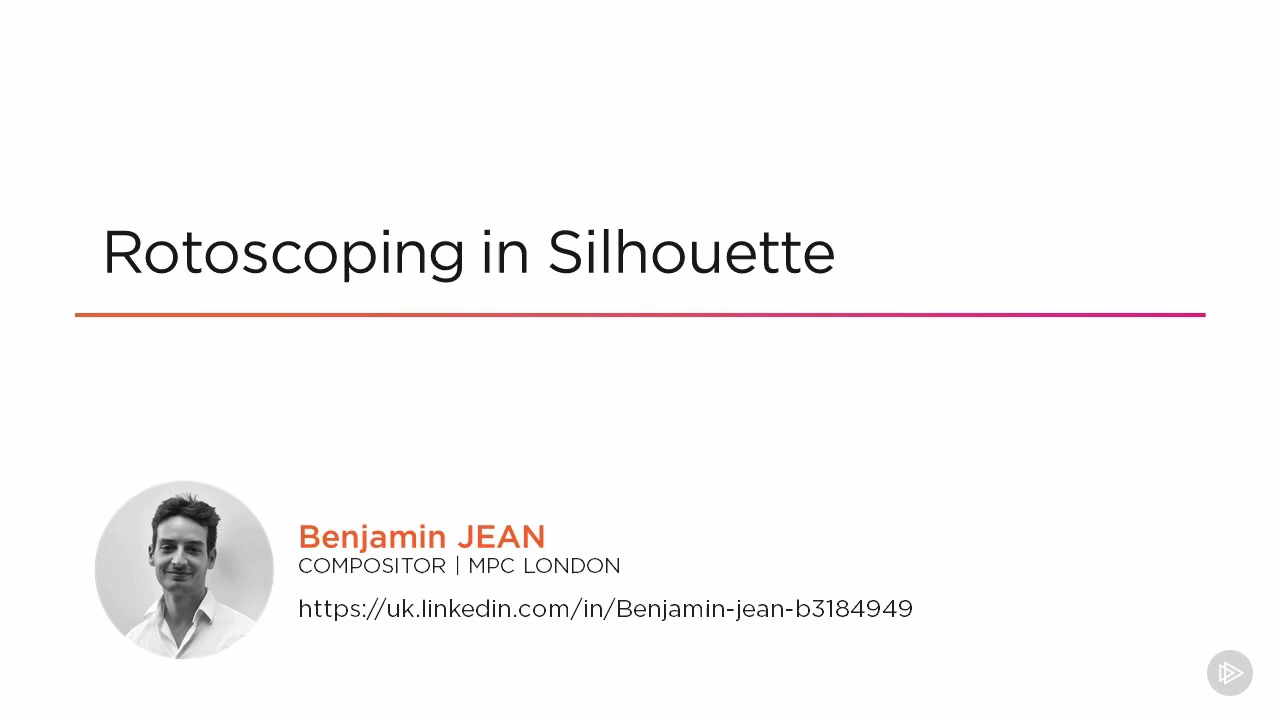 Rotoscoping in Silhouette
Benjamin JEAN
COMPOSITOR | MPC LONDON
https://uk.linkedin.com/in/Benjamin-jean-b3184949